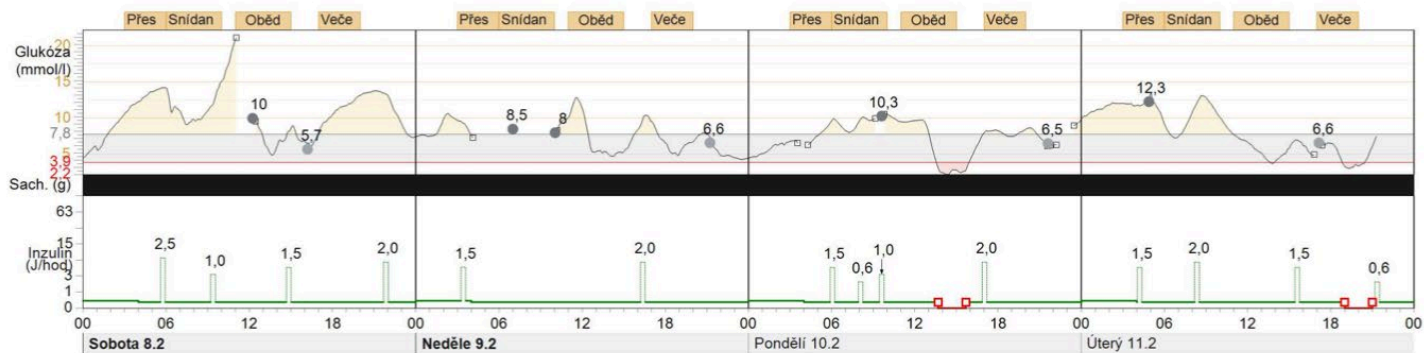 Přes Snídan Oběd Veče Přes Snídan Oběd Veče Přes Snídan Oběd Veče Přes Snídan Oběd Veče
Glukóza
(mmol/l)
20
15
10
7,8
5
3,9
2,2
10 5,7 8,5 8 6,6 10,3 6,5 12,3 6,6
Sach. (g)
Inzulín
(J/hod)
63
15
3
1
0
2,5 1,0 1,5 2,0 1,5 2,0 1,5 0,6 1,0 2,0 1,5 2,0 1,5 0,6
00 06 12 18 00 06 12 18 00 06 12 18 00 06 12 18 00
Sobota 8.2 Neděle 9.2 Pondělí 10.2 Úterý 11.2